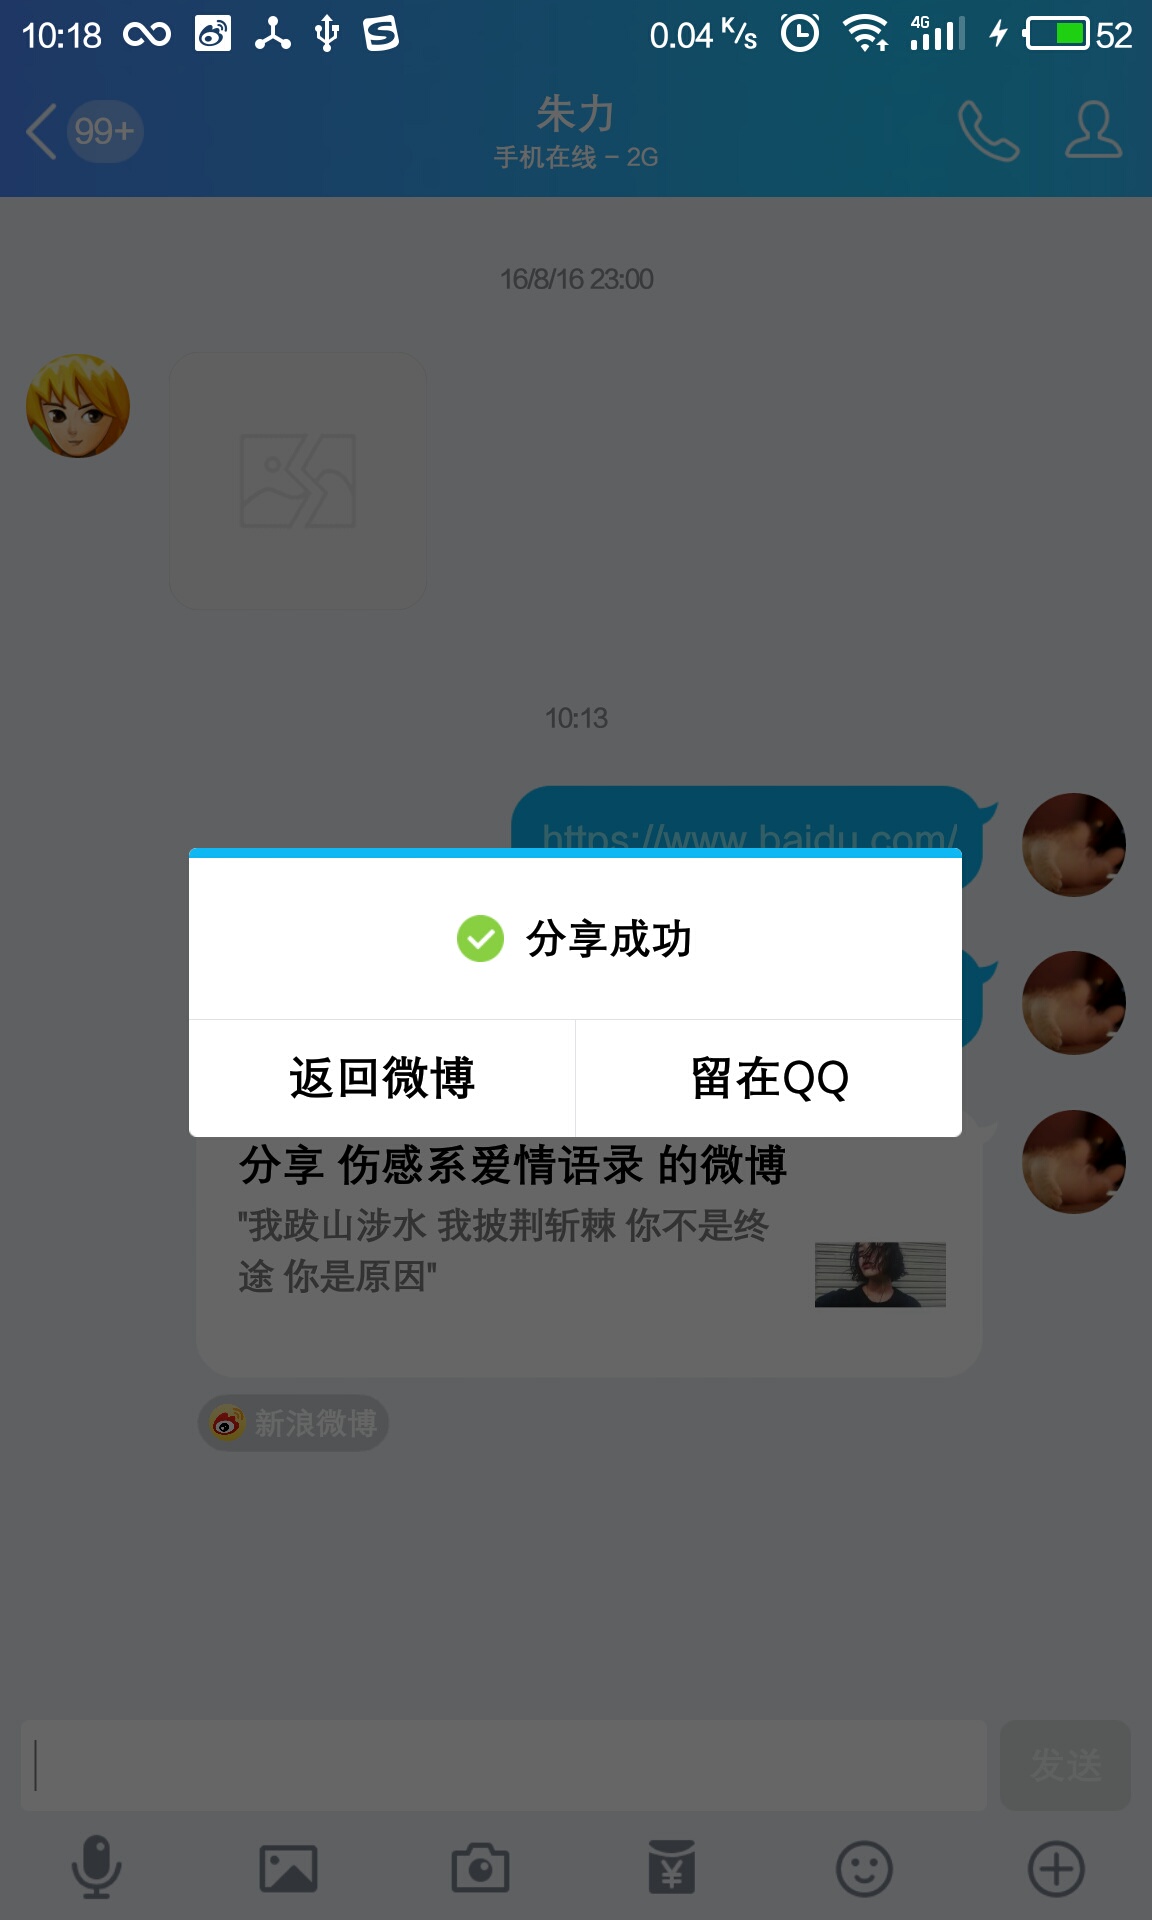 10:18
0.04 K/s
4G
52
99+
朱力
手机在线 – 2G
16/8/16 23:00
10:13
https://www.baidu.com/
分享成功
返回微博
留在QQ
分享 伤感系爱情语录 的微博
"我跋山涉水 我披荆斩棘 你不是终
途 你是原因"
新浪微博
发送